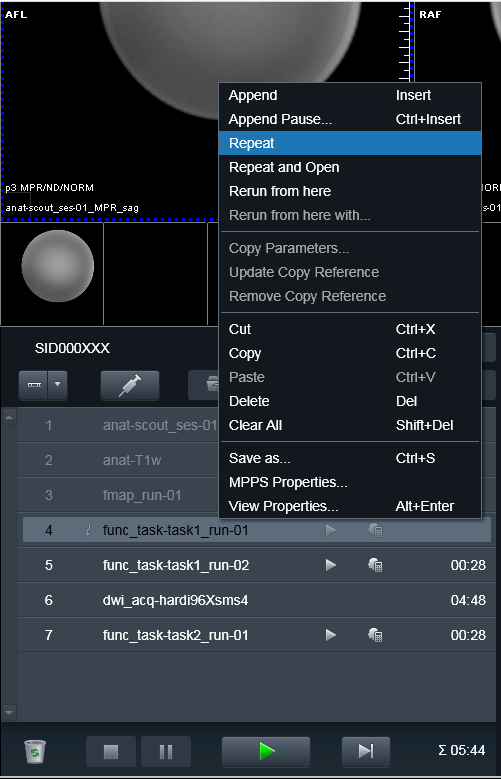 AFL
RAF
p3 MPR/ND/NORM
anat-scout_ses-01_MPR_sag
Append Insert
Append Pause... Ctrl+Insert
Repeat
Repeat and Open
Rerun from here
Rerun from here with...
Copy Parameters...
Update Copy Reference
Remove Copy Reference
Cut Ctrl+X
Copy Ctrl+C
Paste Ctrl+V
Delete Del
Clear All Shift+Del
Save as... Ctrl+S
MPPS Properties...
View Properties... Alt+Enter
SID000XXX
1 anat-scout_ses-01
2 anat-T1w
3 fmap_run-01
4 func_task-task1_run-01
5 func_task-task1_run-02 00:28
6 dwi_acq-hardi96Xsms4 04:48
7 func_task-task2_run-01 00:28
Σ 05:44